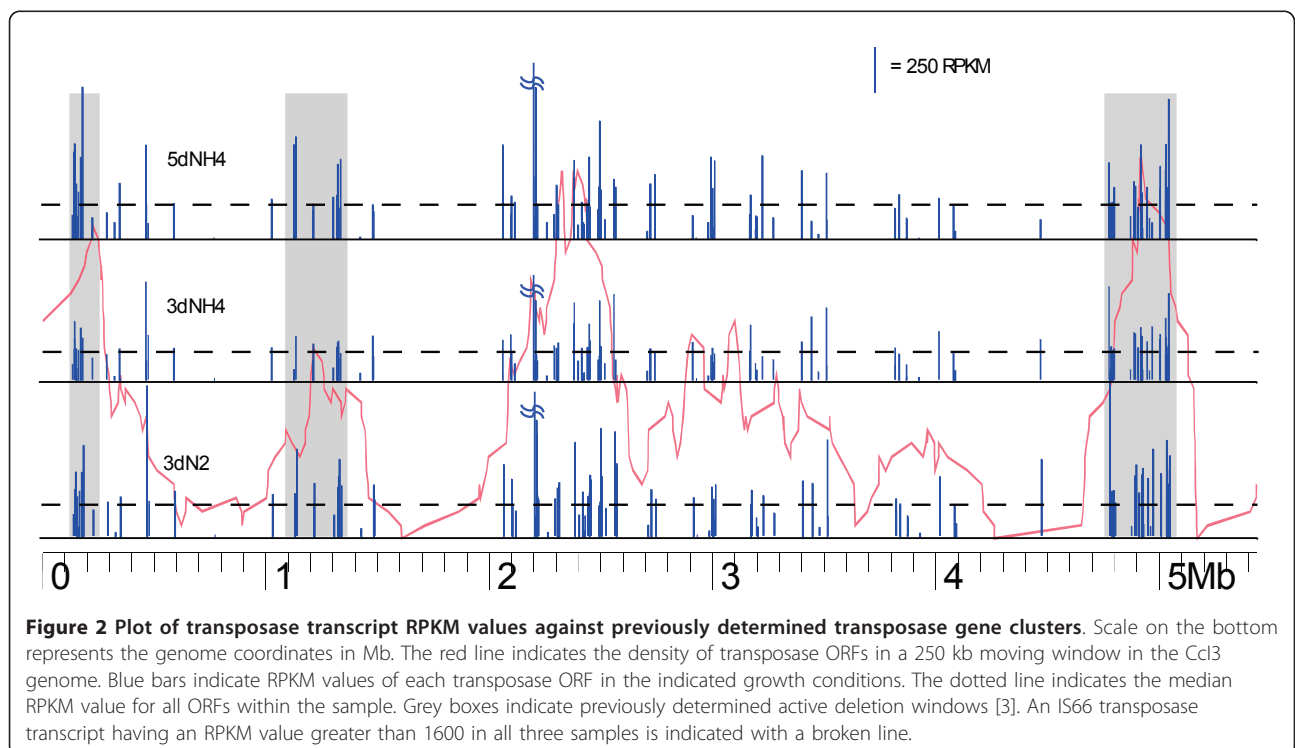 = 250 RPKM
5dNH4
3dNH4
3dN2
0 1 2 3 4 5Mb
Figure 2 Plot of transposase transcript RPKM values against previously determined transposase gene clusters. Scale on the bottom
represents the genome coordinates in Mb. The red line indicates the density of transposase ORFs in a 250 kb moving window in the CcI3
genome. Blue bars indicate RPKM values of each transposase ORF in the indicated growth conditions. The dotted line indicates the median
RPKM value for all ORFs within the sample. Grey boxes indicate previously determined active deletion windows [3]. An IS66 transposase
transcript having an RPKM value greater than 1600 in all three samples is indicated with a broken line.